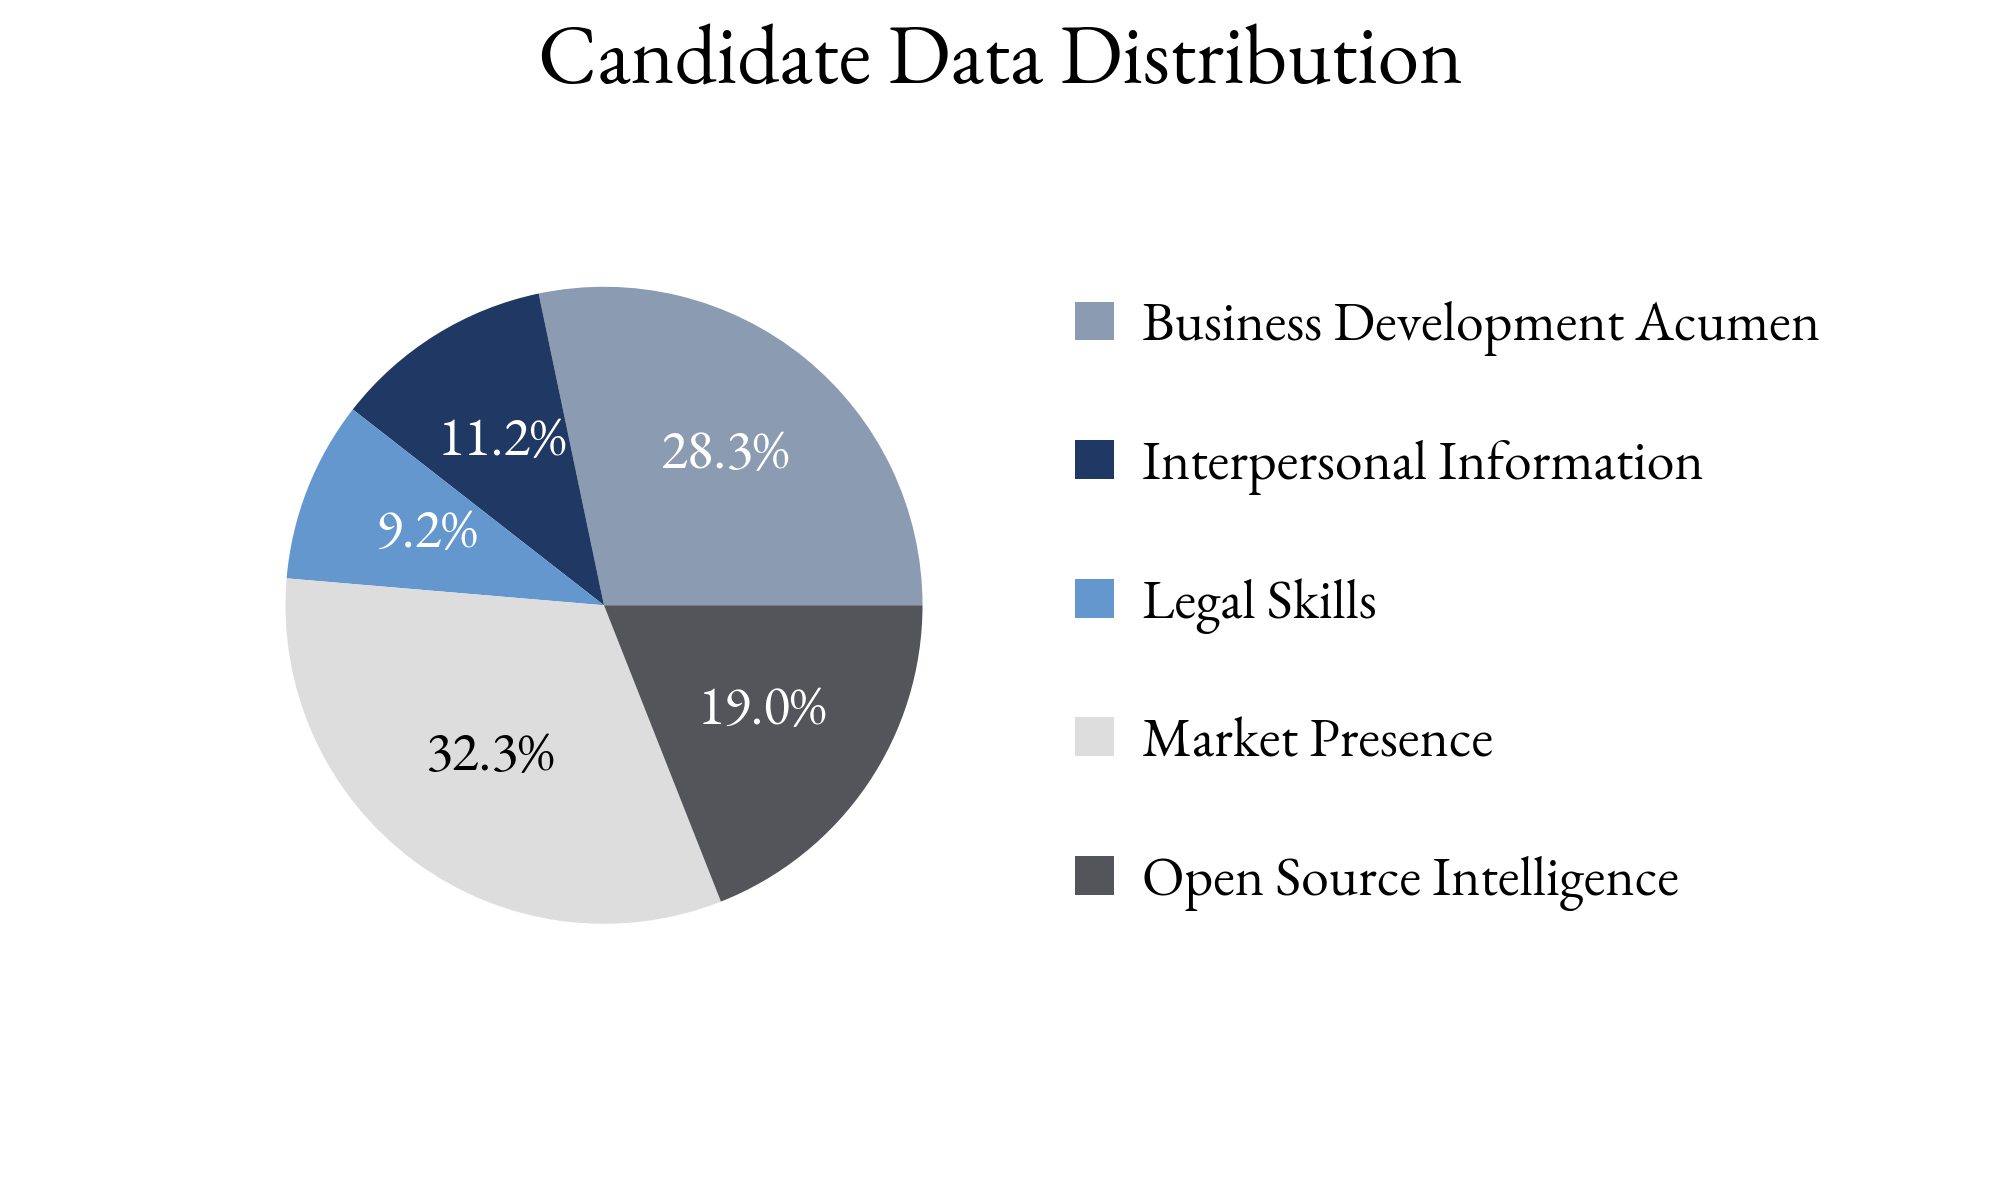 Candidate Data Distribution
11.2%
28.3%
9.2%
19.0%
32.3%
Business Development Acumen
Interpersonal Information
Legal Skills
Market Presence
Open Source Intelligence